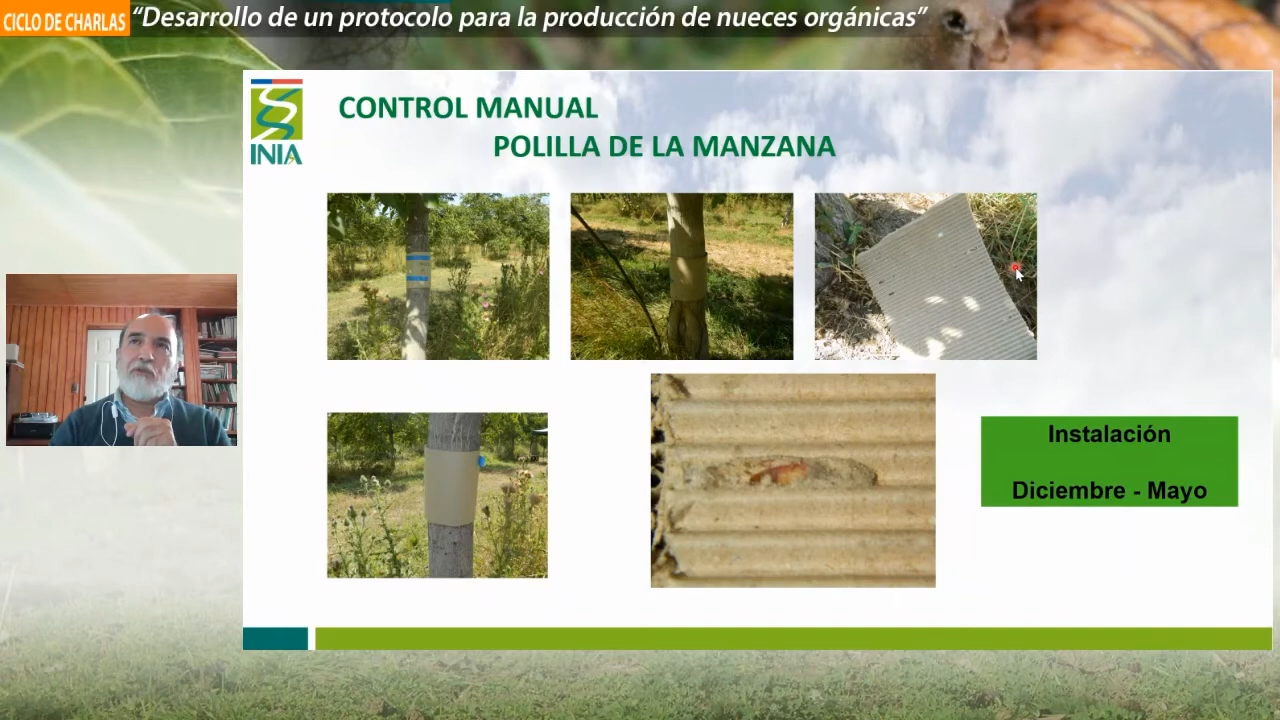 CICLO DE CHARLAS “Desarrollo de un protocolo para la producción de nueces orgánicas”
INIA
CONTROL MANUAL
POLILLA DE LA MANZANA
Instalación
Diciembre - Mayo